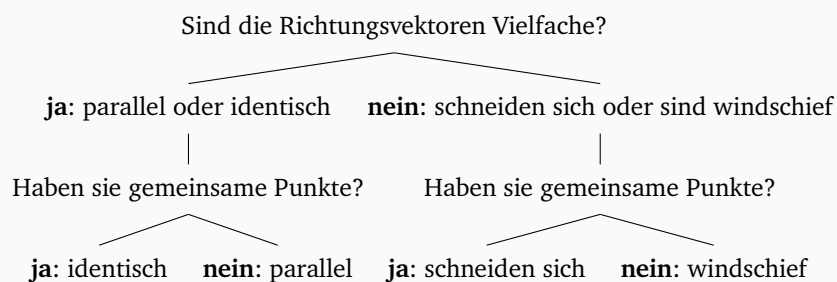 Sind die Richtungsvektoren Vielfache?
ja: parallel oder identisch nein: schneiden sich oder sind windschief
Haben sie gemeinsame Punkte? Haben sie gemeinsame Punkte?
ja: identisch nein: parallel ja: schneiden sich nein: windschief